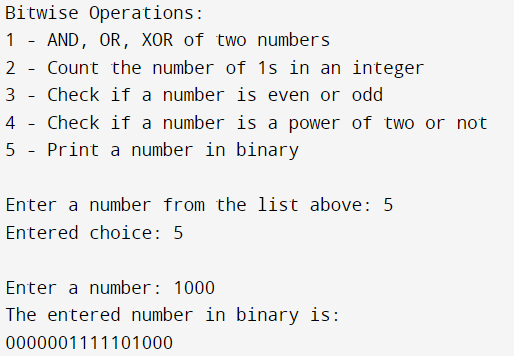 Bitwise Operations:
1 - AND, OR, XOR of two numbers
2 - Count the number of 1s in an integer
3 - Check if a number is even or odd
4 - Check if a number is a power of two or not
5 - Print a number in binary
Enter a number from the list above: 5
Entered choice: 5
Enter a number: 1000
The entered number in binary is:
0000001111101000